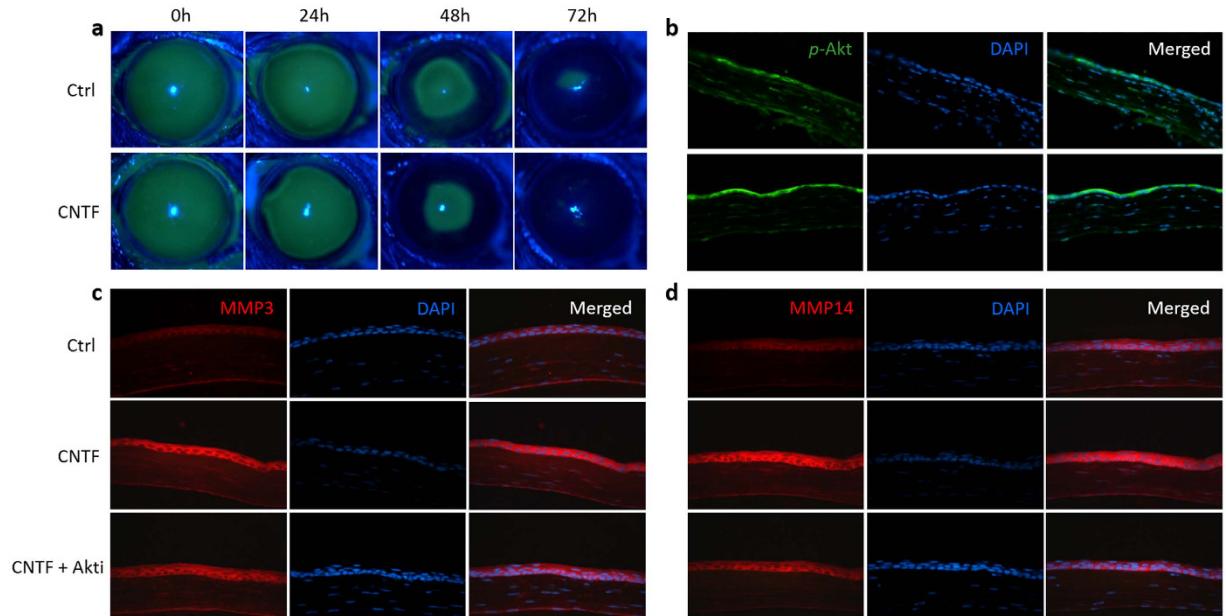 a
0h 24h 48h 72h
Ctrl
CNTF
b
p-Akt DAPI Merged
c
MMP3 DAPI Merged
Ctrl
CNTF
CNTF + Akti
d
MMP14 DAPI Merged